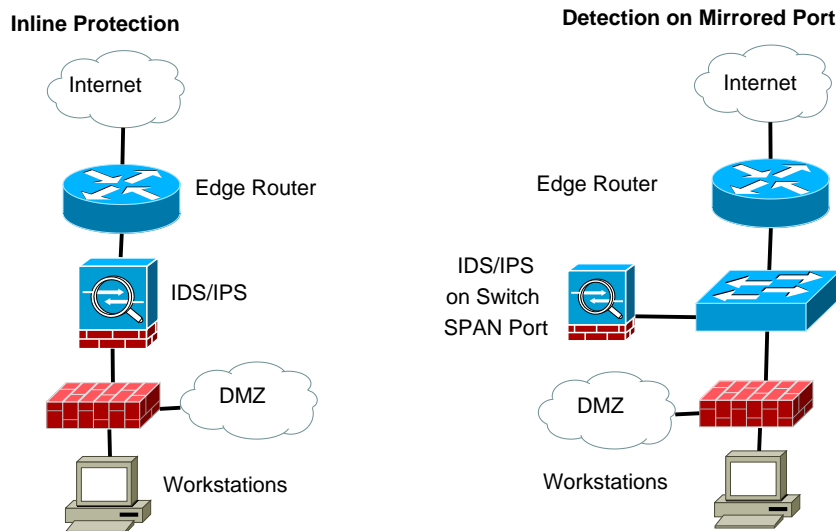 Inline Protection
Internet
Edge Router
IDS/IPS
DMZ
Workstations
Detection on Mirrored Port
Internet
Edge Router
IDS/IPS
on Switch
SPAN Port
DMZ
Workstations